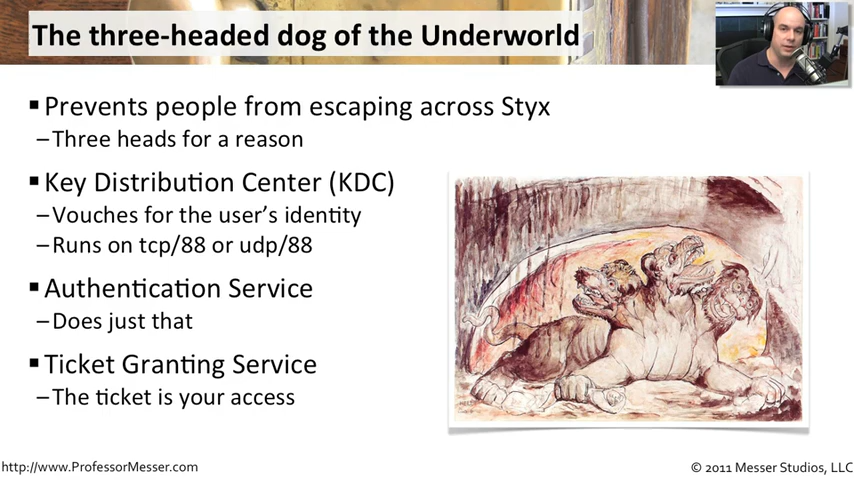 The three-headed dog of the Underworld
▪Prevents people from escaping across Styx
–Three heads for a reason
▪Key Distribution Center (KDC)
–Vouches for the user's identity
–Runs on tcp/88 or udp/88
▪Authentication Service
–Does just that
▪Ticket Granting Service
–The ticket is your access
http://www.ProfessorMesser.com
© 2011 Messer Studios, LLC